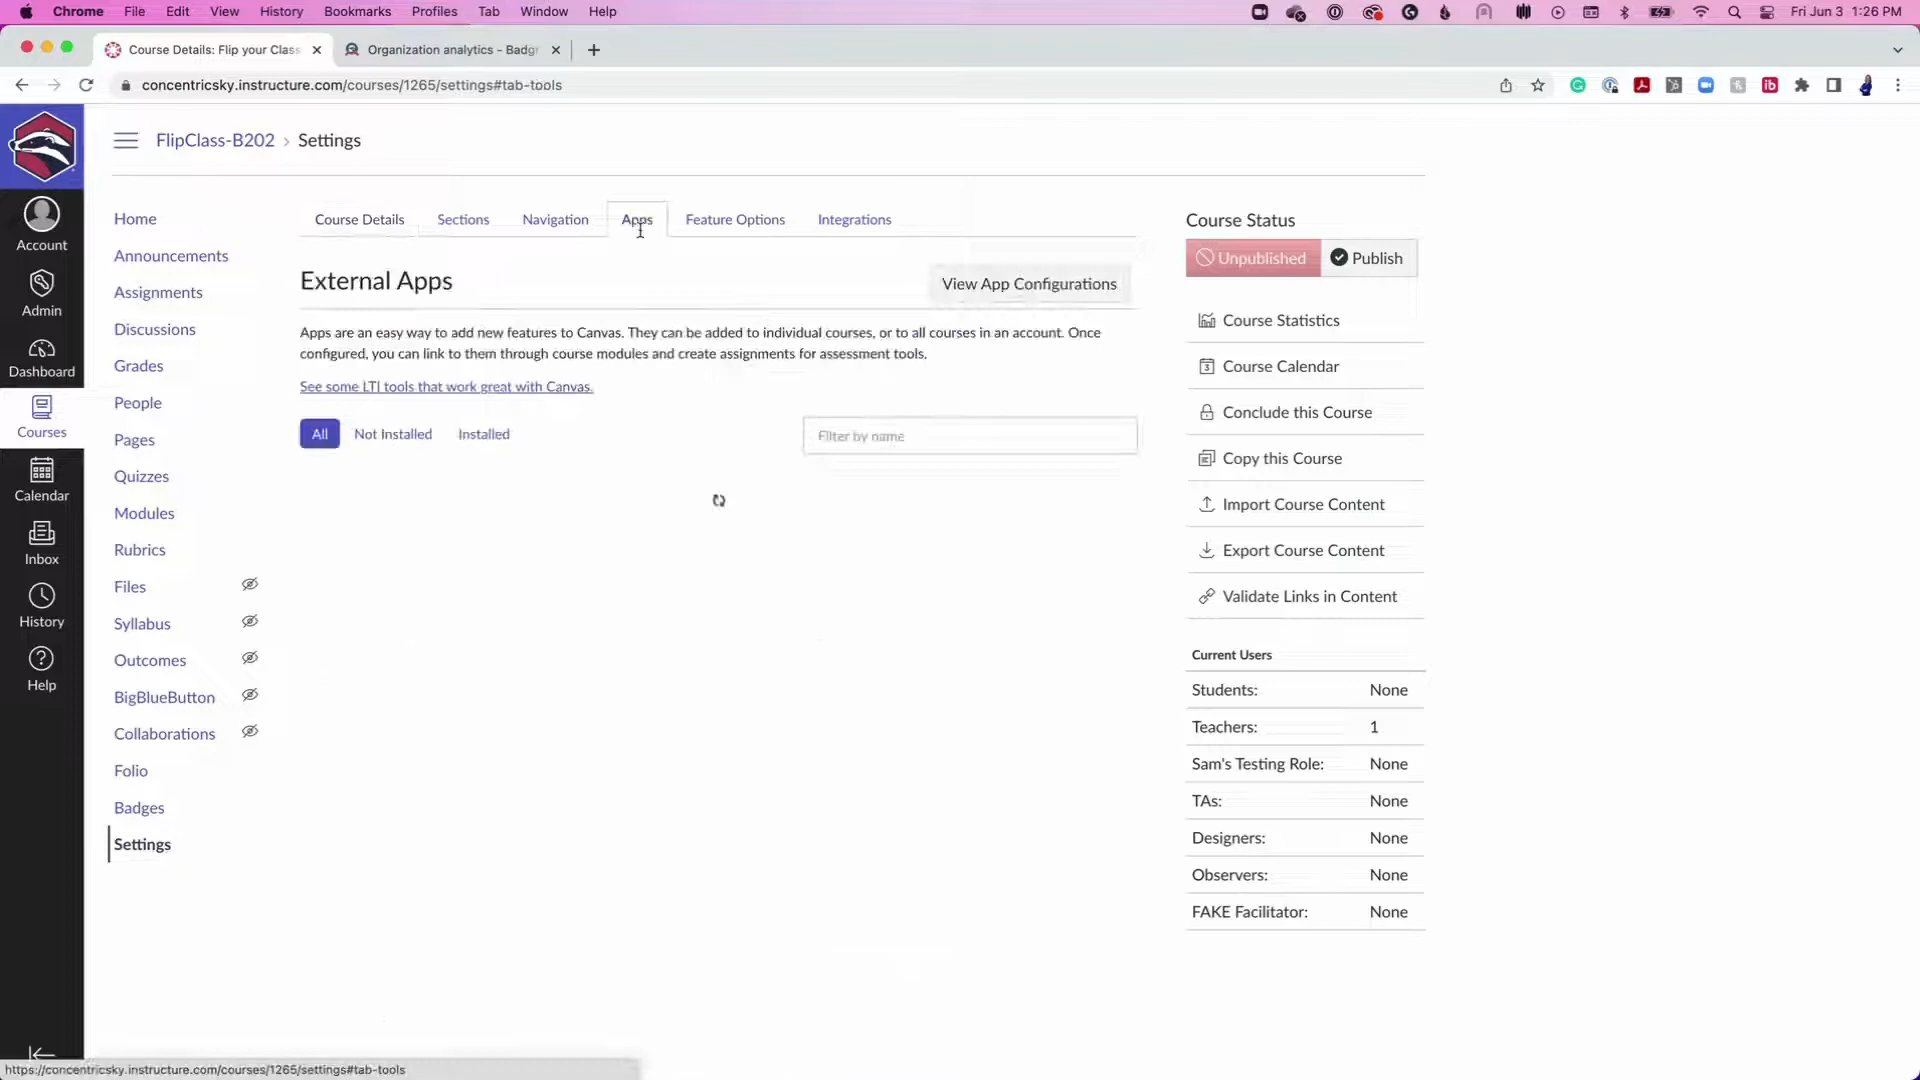 Chrome File Edit View History Bookmarks Profiles Tab Window Help Fri Jun 3 1:26 PM
Course Details: Flip your Class Organization analytics - Badgr
concentricsky.instructure.com/courses/1265/settings#tab-tools
FlipClass-B202 › Settings
Account
Admin
Dashboard
Courses
Calendar
Inbox
History
Help
Home
Announcements
Assignments
Discussions
Grades
People
Pages
Quizzes
Modules
Rubrics
Files
Syllabus
Outcomes
BigBlueButton
Collaborations
Folio
Badges
Settings
Course Details Sections Navigation Apps Feature Options Integrations
External Apps View App Configurations
Apps are an easy way to add new features to Canvas. They can be added to individual courses, or to all courses in an account. Once
configured, you can link to them through course modules and create assignments for assessment tools.
See some LTI tools that work great with Canvas.
All Not Installed Installed Filter by name
Course Status
Unpublished Publish
Course Statistics
Course Calendar
Conclude this Course
Copy this Course
Import Course Content
Export Course Content
Validate Links in Content
Current Users
Students: None
Teachers: 1
Sam's Testing Role: None
TAs: None
Designers: None
Observers: None
FAKE Facilitator: None
https://concentricsky.instructure.com/courses/1265/settings#tab-tools